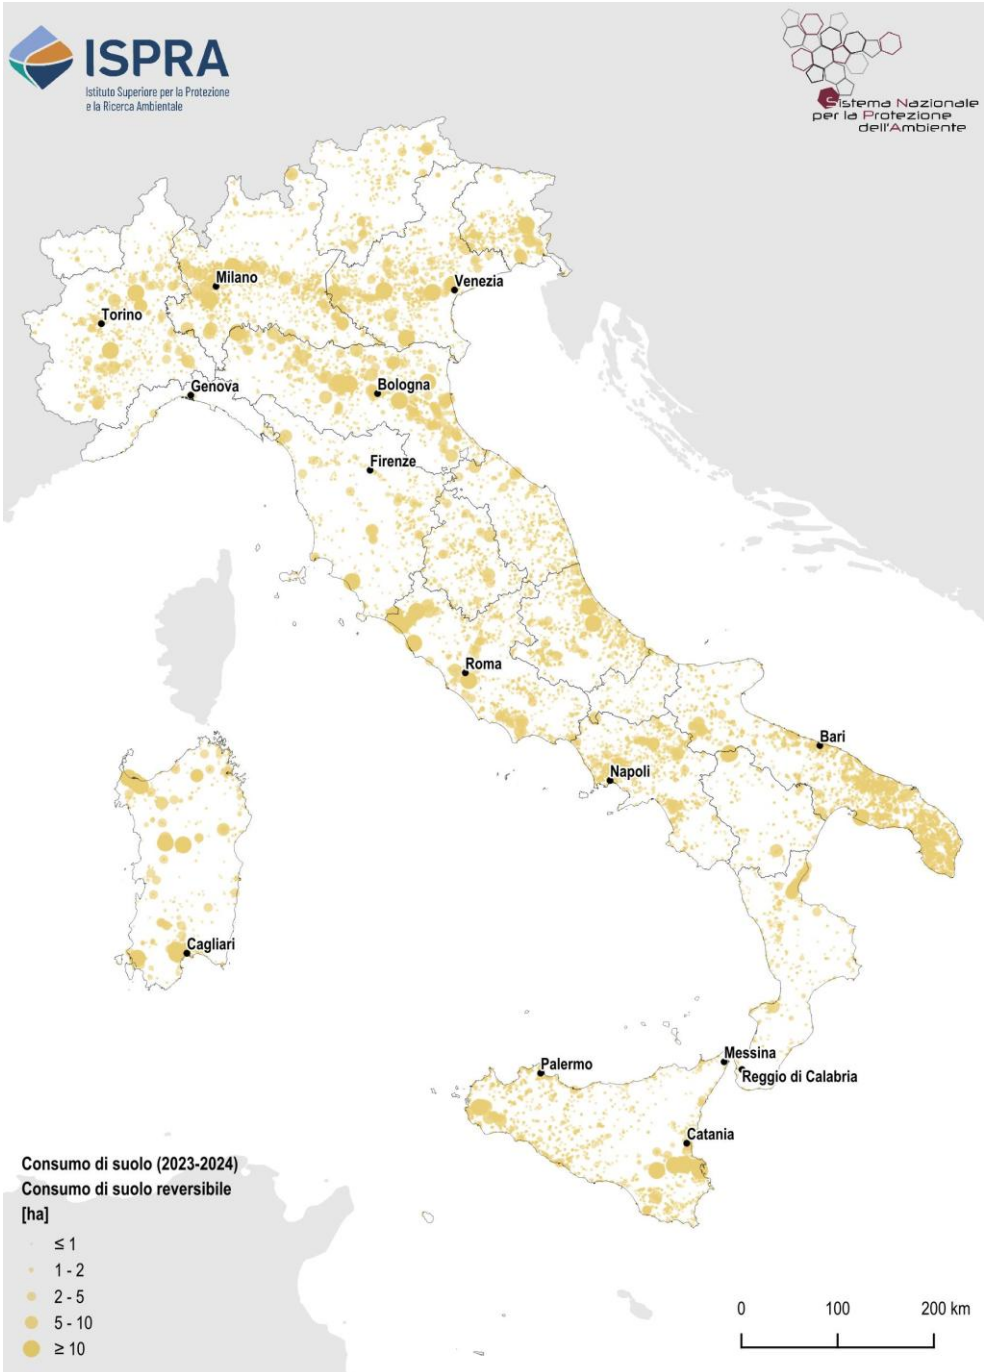 ISPRA
Istituto Superiore per la Protezione
e la Ricerca Ambientale
Sistema Nazionale
per la Protezione
dell'Ambiente
Milano
Venezia
Torino
Genova
Bologna
Firenze
Roma
Bari
Napoli
Cagliari
Messina
Palermo
Reggio di Calabria
Catania
Consumo di suolo (2023-2024)
Consumo di suolo reversibile
[ha]
≤ 1
1 - 2
2 - 5
5 - 10
≥ 10
0 100 200 km